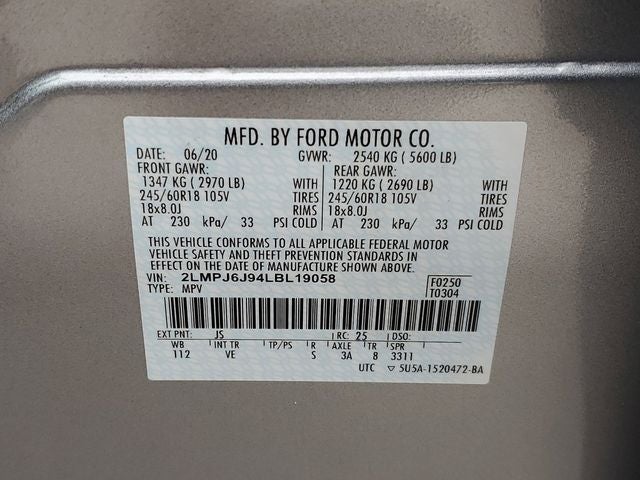 MFD. BY FORD MOTOR CO.
DATE: 06/20 GVWR: 2540 KG ( 5600 LB)
FRONT GAWR: REAR GAWR:
1347 KG ( 2970 LB) WITH 1220 KG ( 2690 LB) WITH
245/60R18 105V TIRES 245/60R18 105V TIRES
18x8.0J RIMS 18x8.0J RIMS
AT 230 kPa/ 33 PSI COLD AT 230 kPa/ 33 PSI COLD
THIS VEHICLE CONFORMS TO ALL APPLICABLE FEDERAL MOTOR
VEHICLE SAFETY AND THEFT PREVENTION STANDARDS IN
EFFECT ON THE DATE OF MANUFACTURE SHOWN ABOVE.
VIN: 2LMPJ6J94LBL19058 F0250
TYPE: MPV T0304
EXT PNT: JS RC: 25 DSO:
WB INT TR TP/PS R AXLE TR SPR
112 VE S 3A 8 3311
UTC ▽ 5U5A-1520472-BA